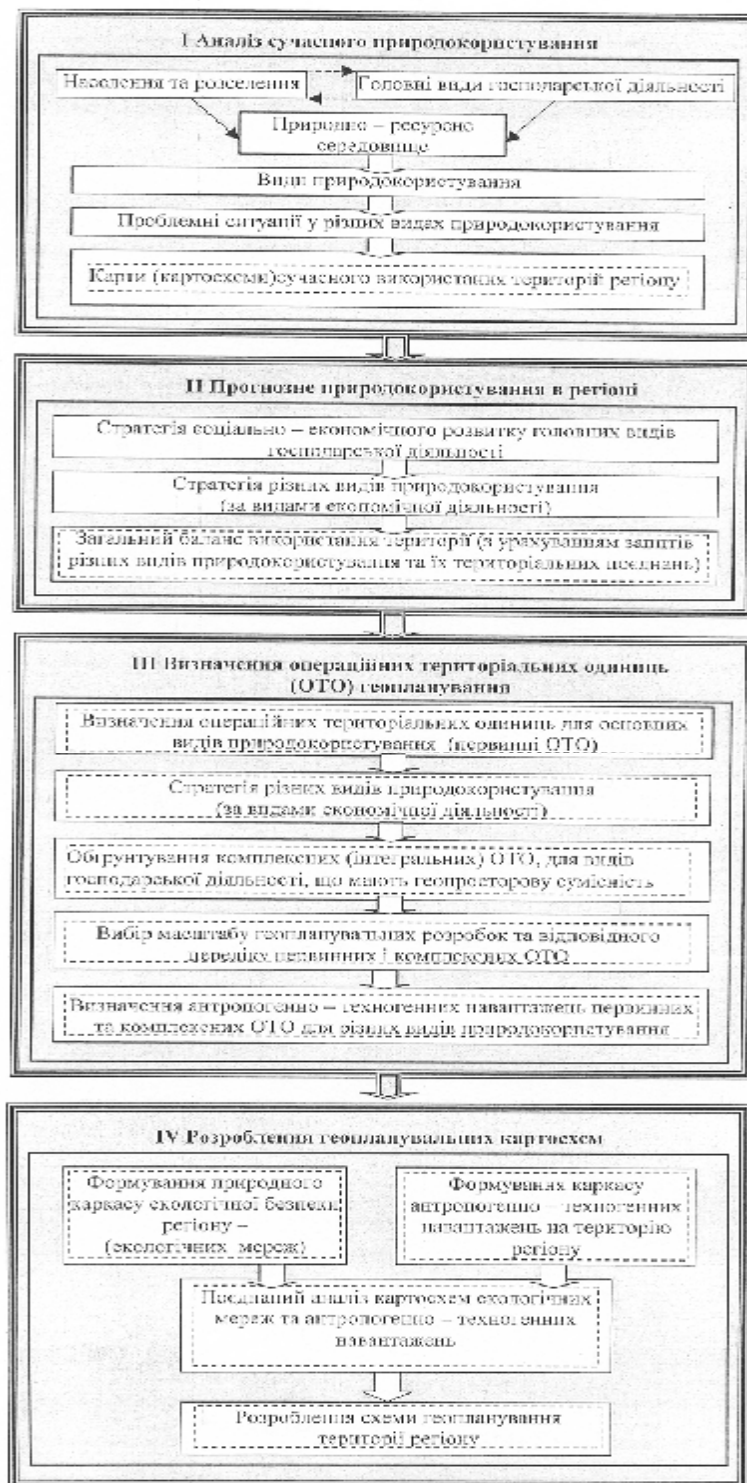 I Аналіз сучасного природокористування
Населення та розселення
Головні види господарської діяльності
Природно – ресурсне
середовище
Види природокористування
Проблемні ситуації у різних видах природокористування
Карти (картосхеми)сучасного використання територій регіону
II Прогнозне природокористування в регіоні
Стратегія соціально – економічного розвитку головних видів
господарської діяльності
Стратегія різних видів природокористування
(за видами економічної діяльності)
Загальний баланс використання території (з урахуванням запитів
різних видів природокористування та їх територіальних поєднань)
III Визначення операційних територіальних одиниць
(ОТО) геопланування
Визначення операційних територіальних одиниць для основних
видів природокористування (первинні ОТО)
Стратегія різних видів природокористування
(за видами економічної діяльності)
Обґрунтування комплексних (інтегральних) ОТО, для видів
господарської діяльності, що мають геопросторову сумісність
Вибір масштабу геопланувальних розробок та відповідного
переліку первинних і комплексних ОТО
Визначення антропогенно – техногенних навантажень первинних
та комплексних ОТО для різних видів природокористування
IV Розроблення геопланувальних картосхем
Формування природного
каркасу екологічної безпеки
регіону –
(екологічних мереж)
Формування каркасу
антропогенно – техногенних
навантажень на територію
регіону
Поєднаний аналіз картосхем екологічних
мереж та антропогенно – техногенних
навантажень
Розроблення схеми геопланування
території регіону